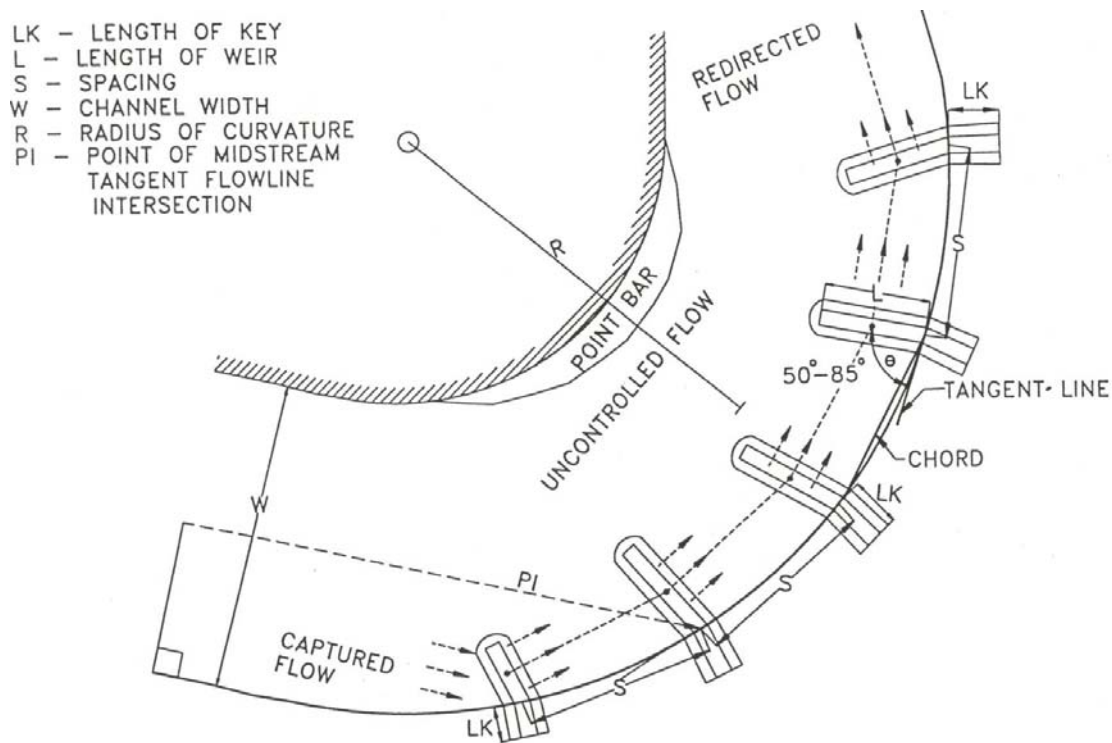 LK – LENGTH OF KEY
L – LENGTH OF WEIR
S – SPACING
W – CHANNEL WIDTH
R – RADIUS OF CURVATURE
PI – POINT OF MIDSTREAM
TANGENT FLOWLINE
INTERSECTION
REDIRECTED
FLOW
LK
R
S
POINT BAR
UNCONTROLLED FLOW
L
50°–85°
θ
TANGENT-LINE
CHORD
LK
W
PI
S
CAPTURED
FLOW
S
LK